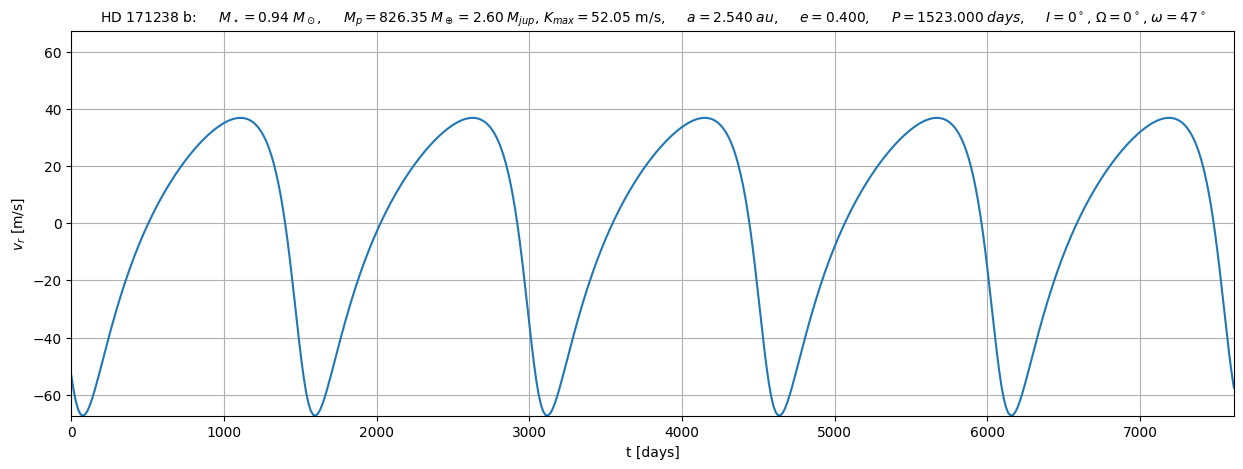 HD 171238 b: M⋆ = 0.94 M⊙, Mp = 826.35 M⊕ = 2.60 Mjup, Kmax = 52.05 m/s, a = 2.540 au, e = 0.400, P = 1523.000 days, I = 0°, Ω = 0°, ω = 47°
60
40
20
0
−20
−40
−60
vr [m/s]
0 1000 2000 3000 4000 5000 6000 7000
t [days]